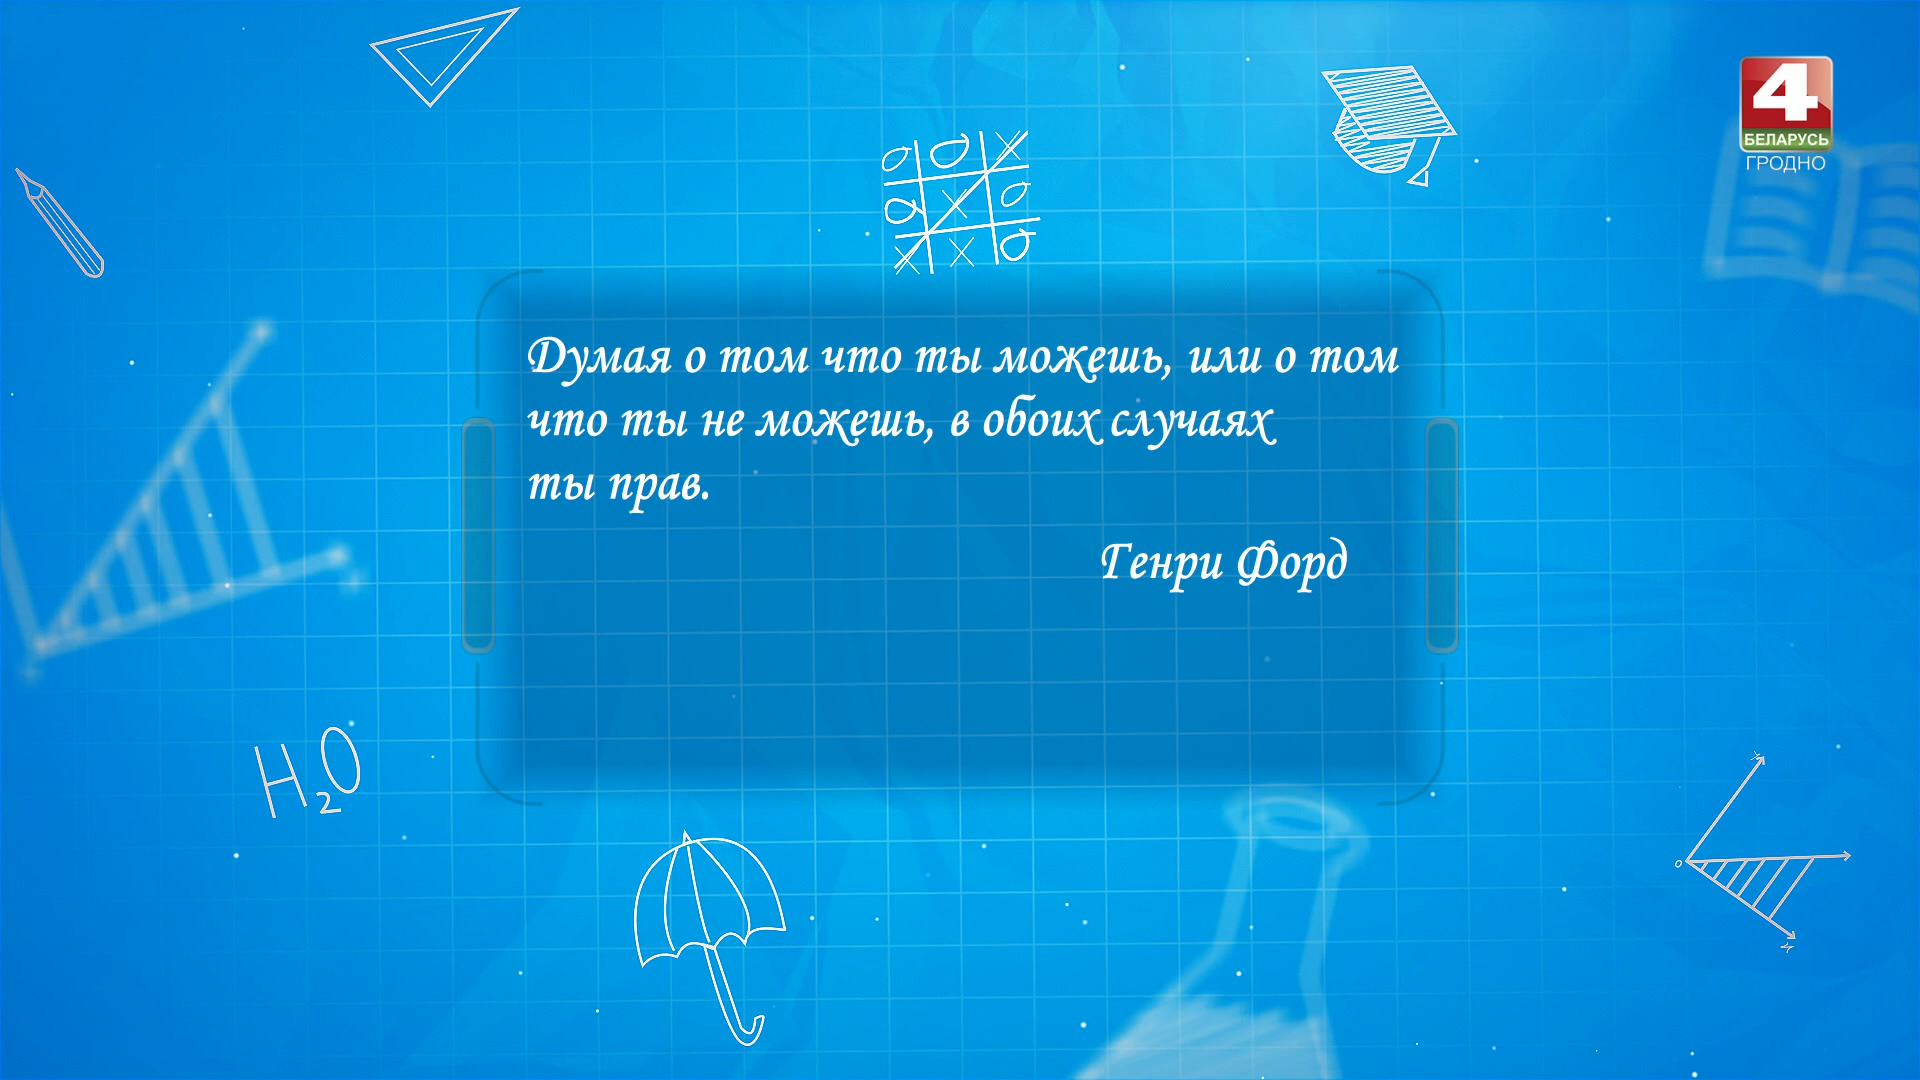 4
БЕЛАРУСЬ
ГРОДНО
Думая о том что ты можешь, или о том
что ты не можешь, в обоих случаях
ты прав.
Генри Форд
H₂O